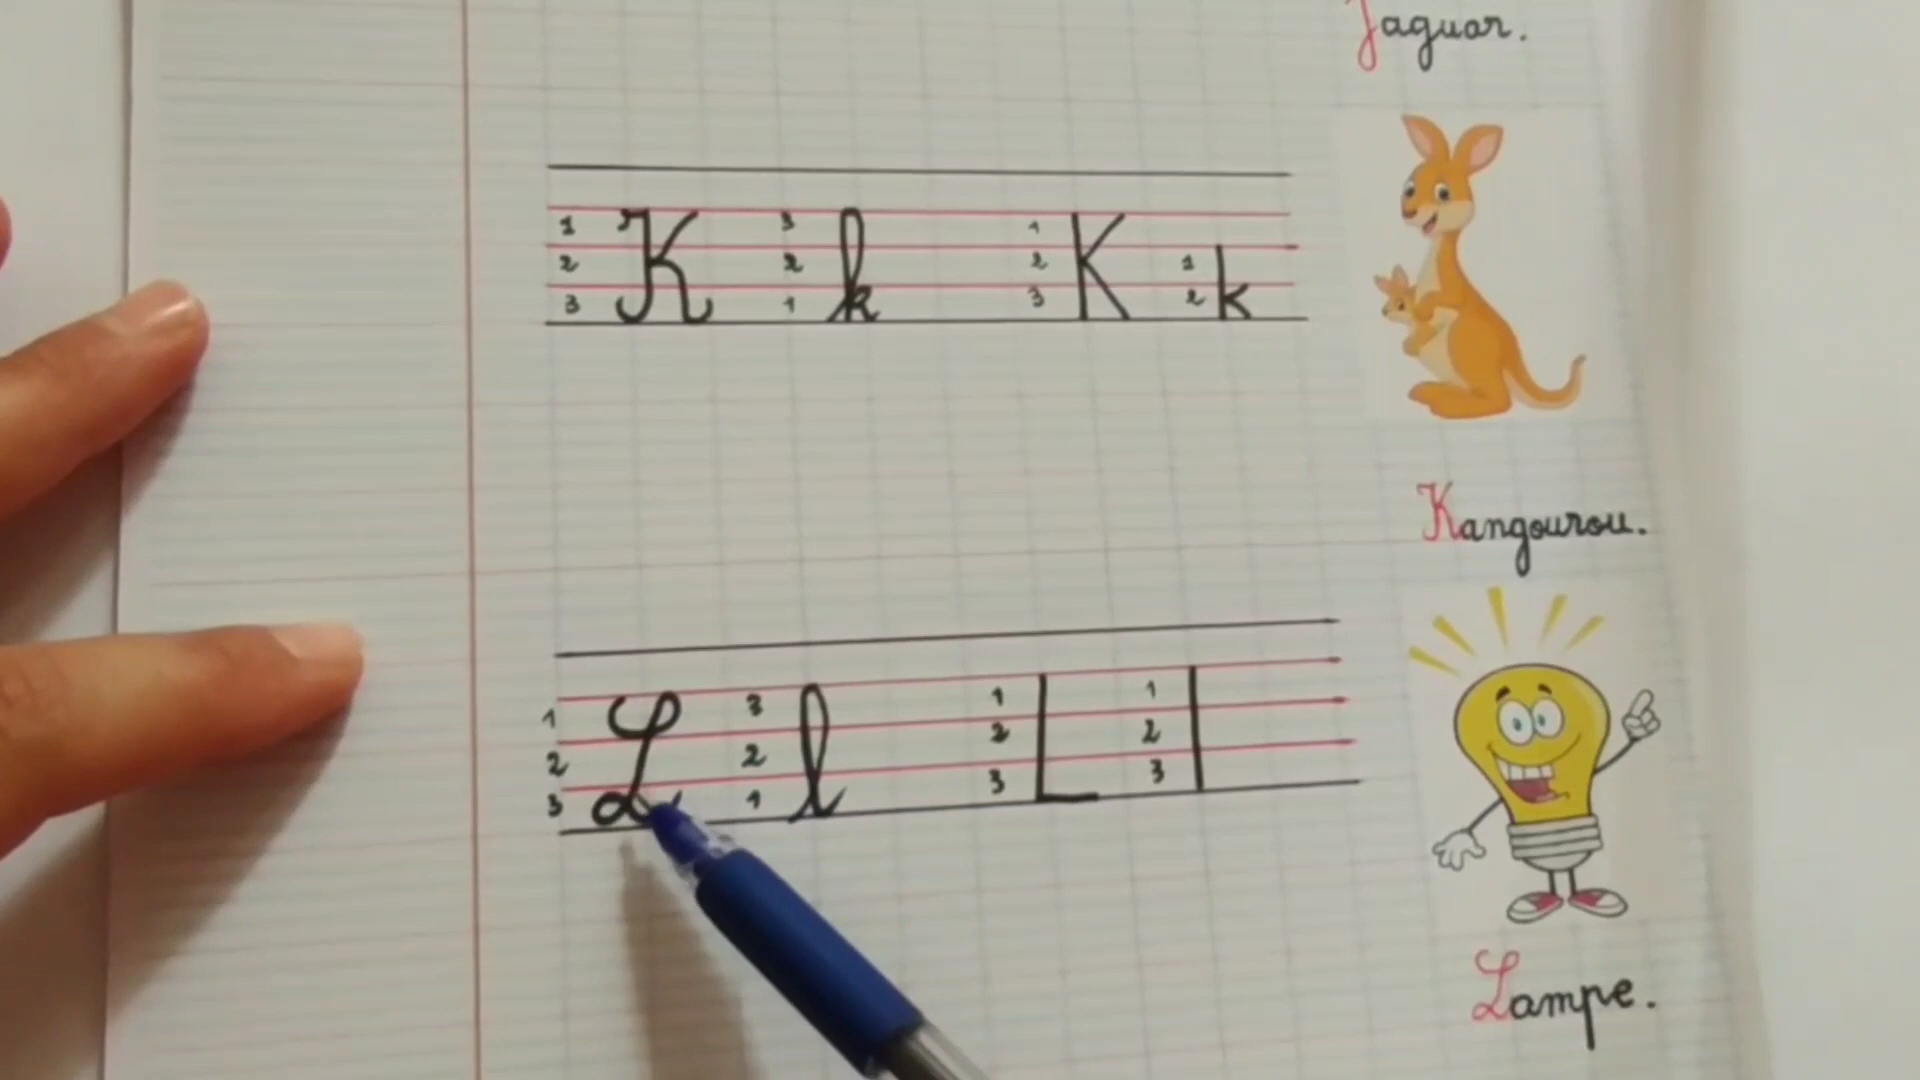 Jaguar.
1 K 3 k 1 K 1 k
2 2 2 2
3 1 3
Kangourou.
1 L 3 l 1 L 1 l
2 2 2 2
3 1 3 3
Lampe.